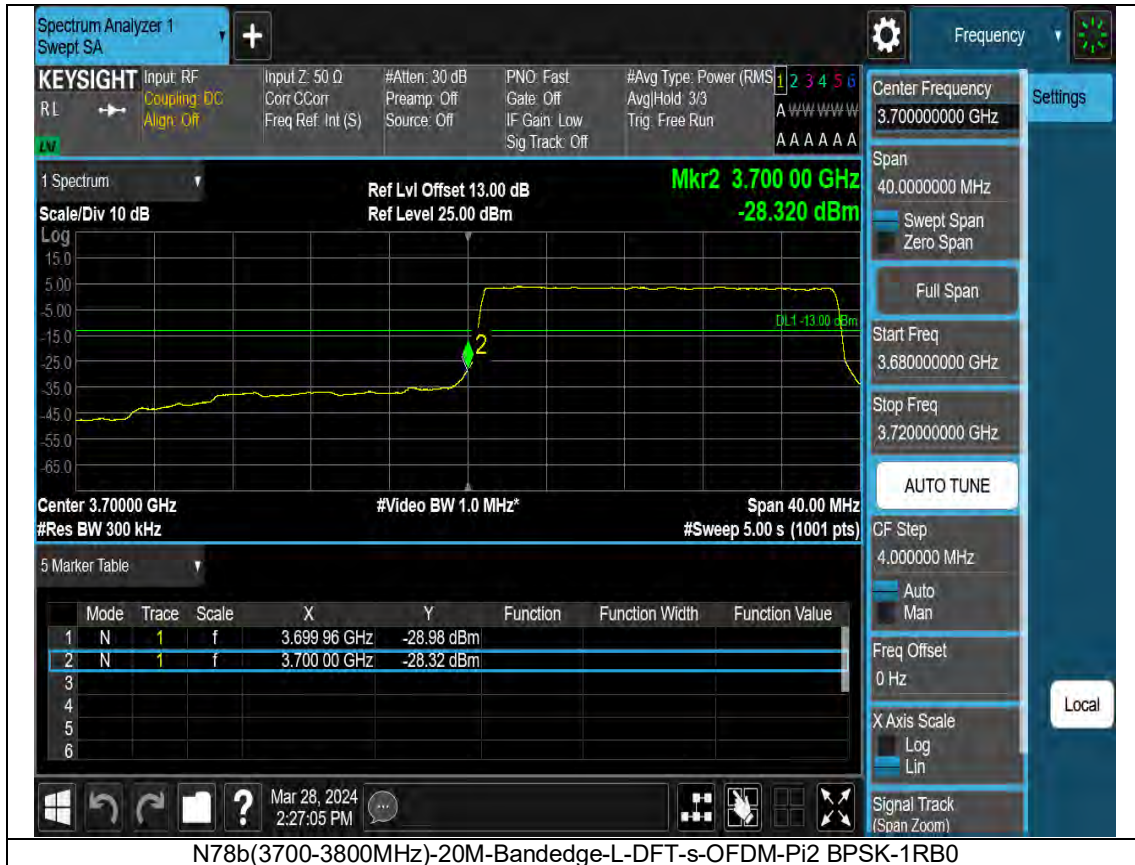 Spectrum Analyzer 1
Swept SA
Frequency
KEYSIGHT
RL
LNI
Input: RF
Coupling: DC
Align: Off
Input Z: 50 Ω
Corr CCorr
Freq Ref: Int (S)
#Atten: 30 dB
Preamp: Off
Source: Off
PNO: Fast
Gate: Off
IF Gain: Low
Sig Track: Off
#Avg Type: Power (RMS
Avg|Hold: 3/3
Trig: Free Run
1 2 3 4 5 6
A W W W W W
A A A A A A
1 Spectrum
Scale/Div 10 dB
Ref Lvl Offset 13.00 dB
Ref Level 25.00 dBm
Mkr2 3.700 00 GHz
-28.320 dBm
Log
15.0
5.00
-5.00
-15.0
-25.0
-35.0
-45.0
-55.0
-65.0
DL1 -13.00 dBm
2
Center 3.70000 GHz
#Video BW 1.0 MHz*
Span 40.00 MHz
#Res BW 300 kHz
#Sweep 5.00 s (1001 pts)
5 Marker Table
Mode Trace Scale X Y Function Function Width Function Value
1 N 1 f 3.699 96 GHz -28.98 dBm
2 N 1 f 3.700 00 GHz -28.32 dBm
3
4
5
6
Mar 28, 2024
2:27:05 PM
Center Frequency
3.700000000 GHz
Settings
Span
40.0000000 MHz
Swept Span
Zero Span
Full Span
Start Freq
3.680000000 GHz
Stop Freq
3.720000000 GHz
AUTO TUNE
CF Step
4.000000 MHz
Auto
Man
Freq Offset
0 Hz
Local
X Axis Scale
Log
Lin
Signal Track
(Span Zoom)
N78b(3700-3800MHz)-20M-Bandedge-L-DFT-s-OFDM-Pi2 BPSK-1RB0